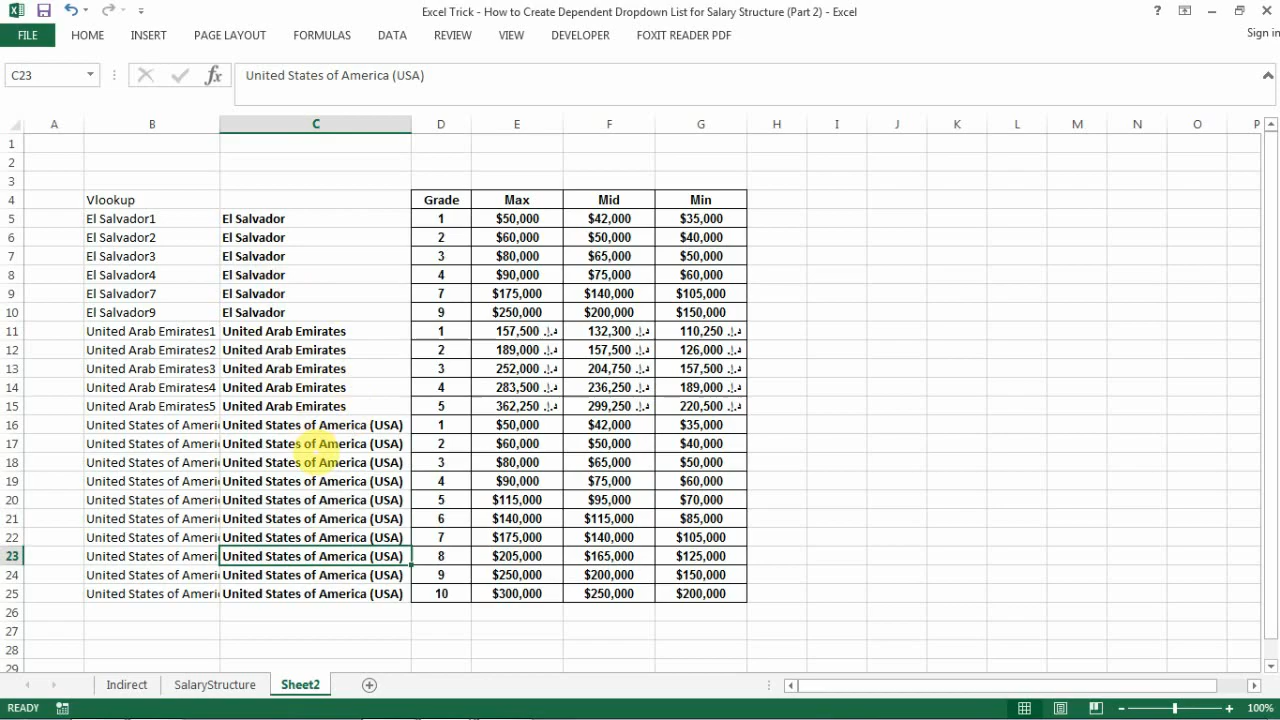 Excel Trick - How to Create Dependent Dropdown List for Salary Structure (Part 2) - Excel
FILE HOME INSERT PAGE LAYOUT FORMULAS DATA REVIEW VIEW DEVELOPER FOXIT READER PDF Sign in
C23 fx United States of America (USA)
A B C D E F G H I J K L M N O P
1
2
3
4 Vlookup Grade Max Mid Min
5 El Salvador1 El Salvador 1 $50,000 $42,000 $35,000
6 El Salvador2 El Salvador 2 $60,000 $50,000 $40,000
7 El Salvador3 El Salvador 3 $80,000 $65,000 $50,000
8 El Salvador4 El Salvador 4 $90,000 $75,000 $60,000
9 El Salvador7 El Salvador 7 $175,000 $140,000 $105,000
10 El Salvador9 El Salvador 9 $250,000 $200,000 $150,000
11 United Arab Emirates1 United Arab Emirates 1 157,500 د.إ. 132,300 د.إ. 110,250 د.إ.
12 United Arab Emirates2 United Arab Emirates 2 189,000 د.إ. 157,500 د.إ. 126,000 د.إ.
13 United Arab Emirates3 United Arab Emirates 3 252,000 د.إ. 204,750 د.إ. 157,500 د.إ.
14 United Arab Emirates4 United Arab Emirates 4 283,500 د.إ. 236,250 د.إ. 189,000 د.إ.
15 United Arab Emirates5 United Arab Emirates 5 362,250 د.إ. 299,250 د.إ. 220,500 د.إ.
16 United States of Ameri United States of America (USA) 1 $50,000 $42,000 $35,000
17 United States of Ameri United States of America (USA) 2 $60,000 $50,000 $40,000
18 United States of Ameri United States of America (USA) 3 $80,000 $65,000 $50,000
19 United States of Ameri United States of America (USA) 4 $90,000 $75,000 $60,000
20 United States of Ameri United States of America (USA) 5 $115,000 $95,000 $70,000
21 United States of Ameri United States of America (USA) 6 $140,000 $115,000 $85,000
22 United States of Ameri United States of America (USA) 7 $175,000 $140,000 $105,000
23 United States of Ameri United States of America (USA) 8 $205,000 $165,000 $125,000
24 United States of Ameri United States of America (USA) 9 $250,000 $200,000 $150,000
25 United States of Ameri United States of America (USA) 10 $300,000 $250,000 $200,000
26
27
28
29
Indirect SalaryStructure Sheet2
READY 100%